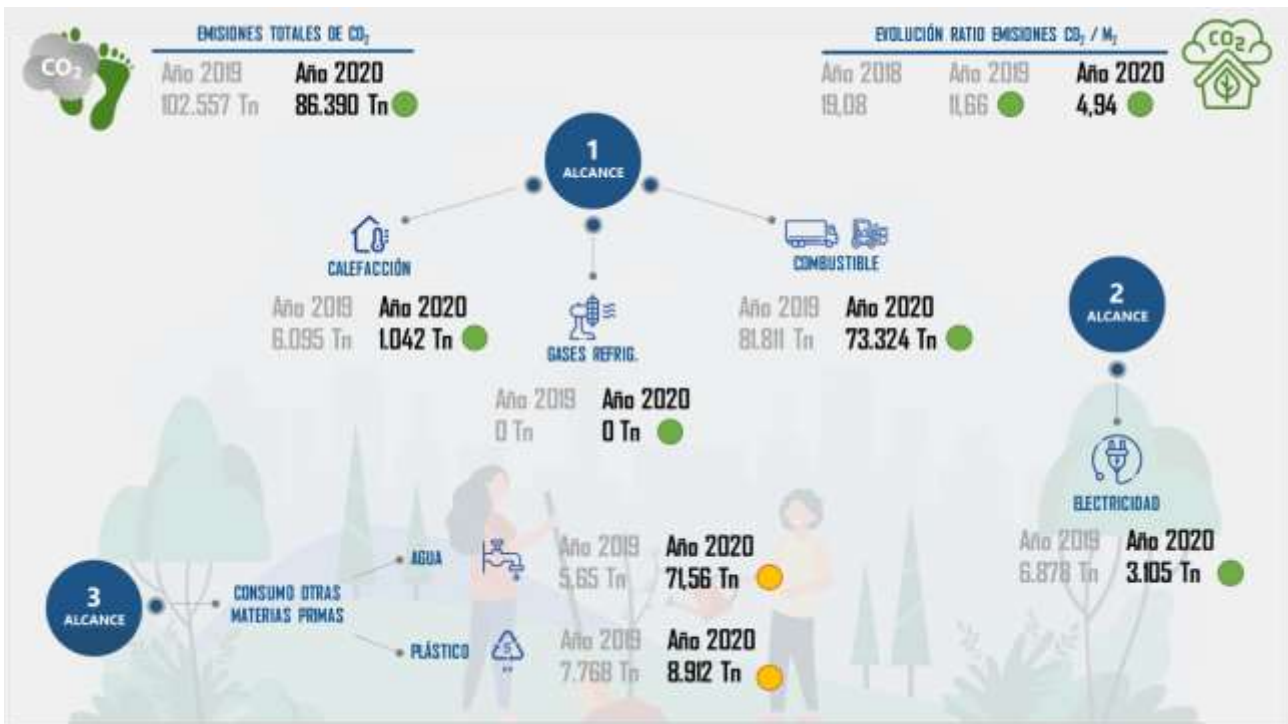 EMISIONES TOTALES DE CO₂
CO₂
Año 2019 Año 2020
102.557 Tn 86.390 Tn
EVOLUCIÓN RATIO EMISIONES CO₂ / M₂
CO₂
Año 2018 Año 2019 Año 2020
19,08 11,66 4,94
1
ALCANCE
CALEFACCIÓN
Año 2019 Año 2020
6.095 Tn 1.042 Tn
GASES REFRIG.
Año 2019 Año 2020
0 Tn 0 Tn
COMBUSTIBLE
Año 2019 Año 2020
81.811 Tn 73.324 Tn
2
ALCANCE
ELECTRICIDAD
Año 2019 Año 2020
6.878 Tn 3.105 Tn
3
ALCANCE
CONSUMO OTRAS
MATERIAS PRIMAS
AGUA
Año 2019 Año 2020
5,65 Tn 71,56 Tn
PLÁSTICO
5
PP
Año 2019 Año 2020
7.768 Tn 8.912 Tn